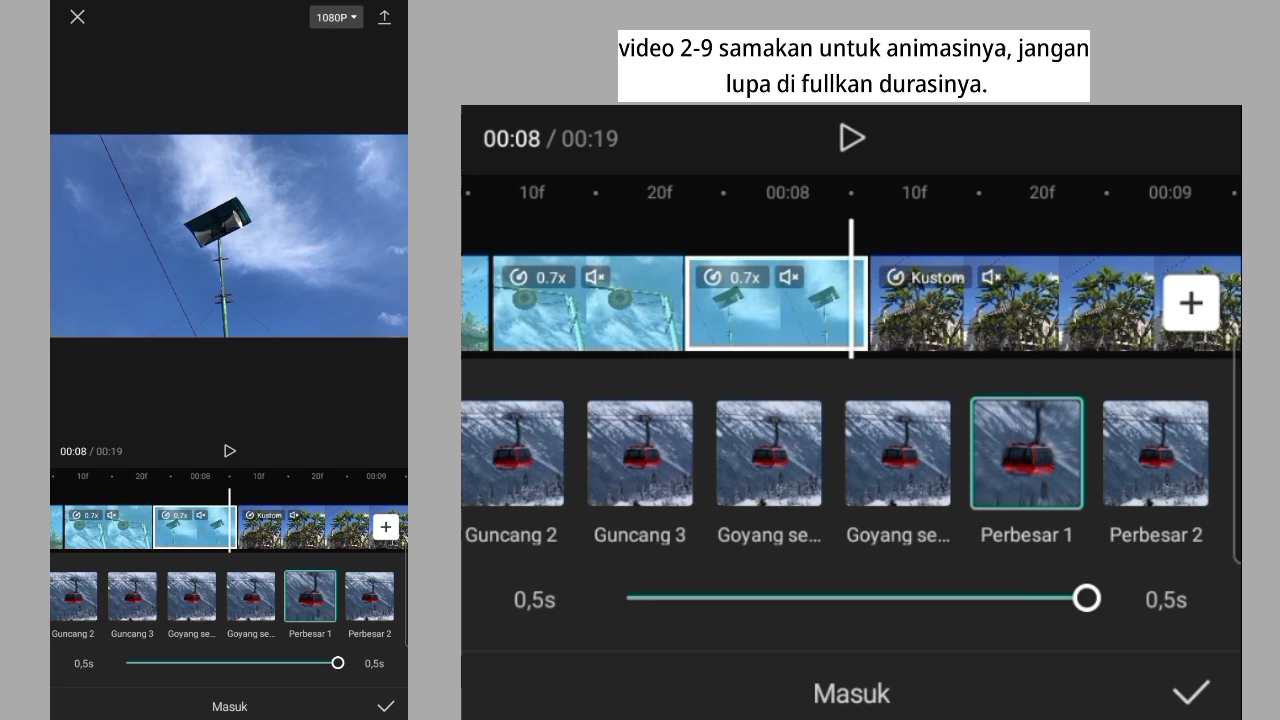 1080P
video 2-9 samakan untuk animasinya, jangan
lupa di fullkan durasinya.
00:08 / 00:19
10f 20f 00:08 10f 20f 00:09
0.7x 0.7x Kustom
Guncang 2 Guncang 3 Goyang se... Goyang se... Perbesar 1 Perbesar 2
0,5s 0,5s
Masuk
00:08 / 00:19
10f 20f 00:08 10f 20f 00:09
0.7x 0.7x Kustom
Guncang 2 Guncang 3 Goyang se... Goyang se... Perbesar 1 Perbesar 2
0,5s 0,5s
Masuk